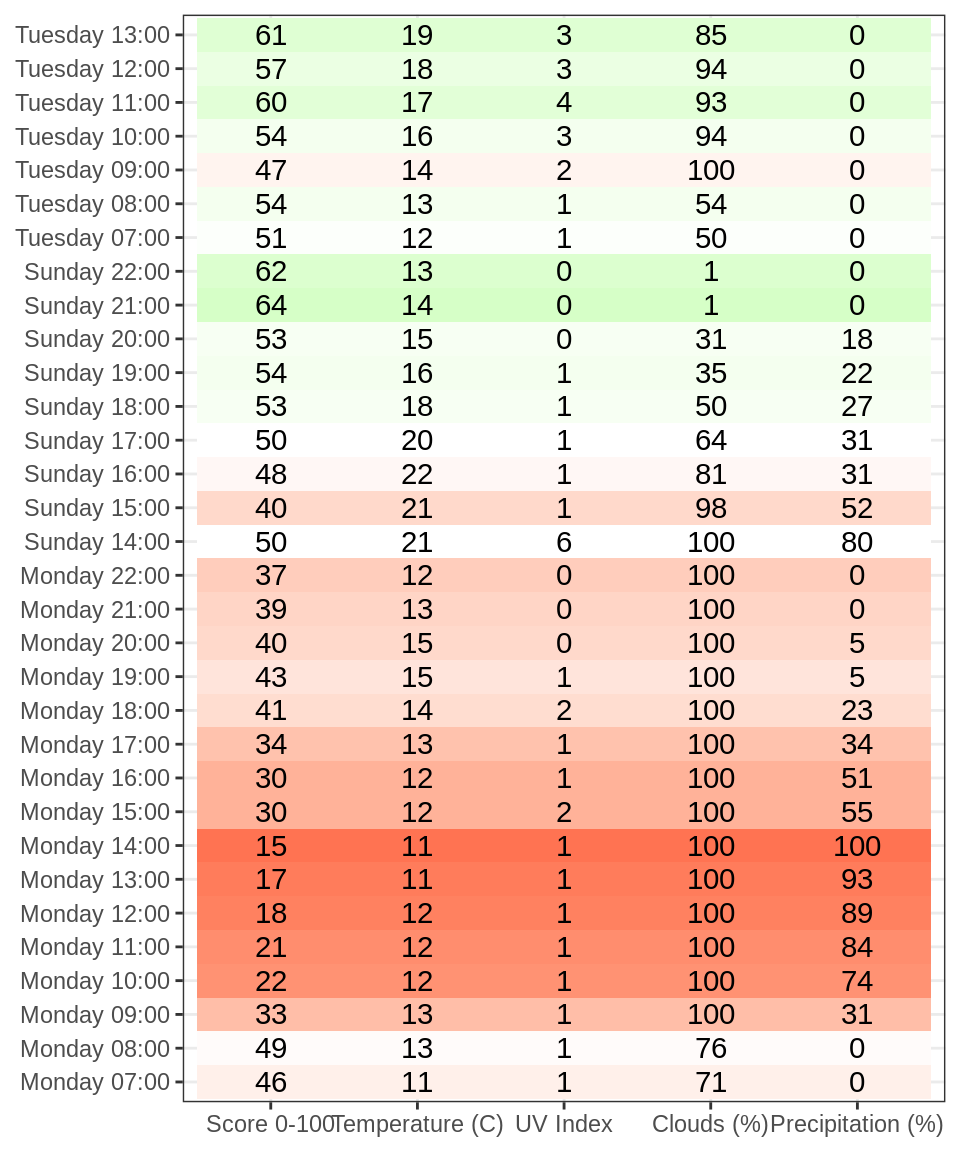 Tuesday 13:00 61 19 3 85 0
Tuesday 12:00 57 18 3 94 0
Tuesday 11:00 60 17 4 93 0
Tuesday 10:00 54 16 3 94 0
Tuesday 09:00 47 14 2 100 0
Tuesday 08:00 54 13 1 54 0
Tuesday 07:00 51 12 1 50 0
Sunday 22:00 62 13 0 1 0
Sunday 21:00 64 14 0 1 0
Sunday 20:00 53 15 0 31 18
Sunday 19:00 54 16 1 35 22
Sunday 18:00 53 18 1 50 27
Sunday 17:00 50 20 1 64 31
Sunday 16:00 48 22 1 81 31
Sunday 15:00 40 21 1 98 52
Sunday 14:00 50 21 6 100 80
Monday 22:00 37 12 0 100 0
Monday 21:00 39 13 0 100 0
Monday 20:00 40 15 0 100 5
Monday 19:00 43 15 1 100 5
Monday 18:00 41 14 2 100 23
Monday 17:00 34 13 1 100 34
Monday 16:00 30 12 1 100 51
Monday 15:00 30 12 2 100 55
Monday 14:00 15 11 1 100 100
Monday 13:00 17 11 1 100 93
Monday 12:00 18 12 1 100 89
Monday 11:00 21 12 1 100 84
Monday 10:00 22 12 1 100 74
Monday 09:00 33 13 1 100 31
Monday 08:00 49 13 1 76 0
Monday 07:00 46 11 1 71 0
Score 0-100 Temperature (C) UV Index Clouds (%) Precipitation (%)